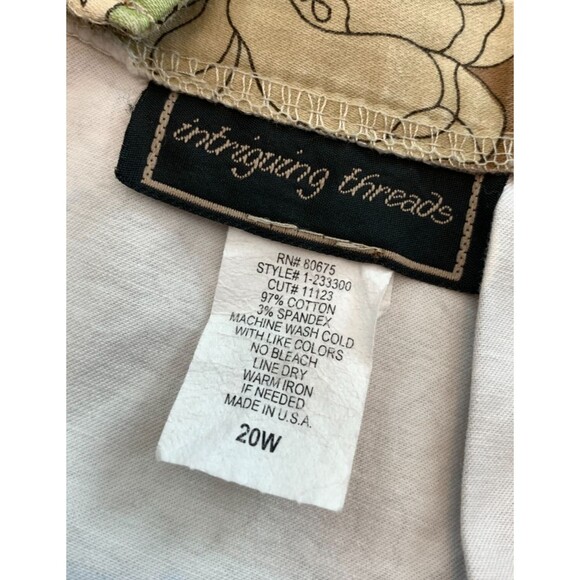 intriguing threads
RN# 80675
STYLE# 1-233300
CUT# 11123
97% COTTON
3% SPANDEX
MACHINE WASH COLD
WITH LIKE COLORS
NO BLEACH
LINE DRY
WARM IRON
IF NEEDED
MADE IN U.S.A.
20W